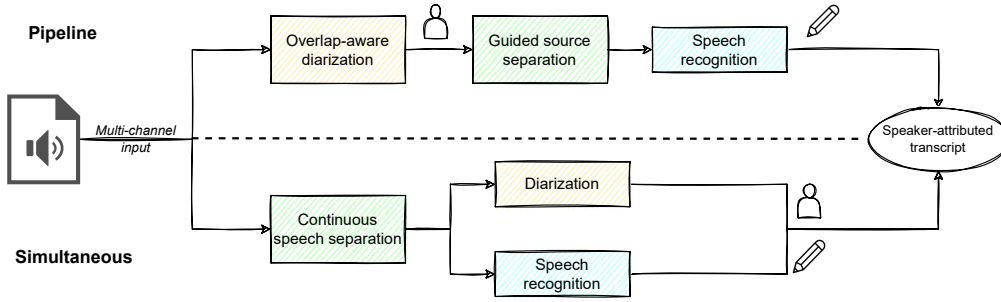 Pipeline
Overlap-aware
diarization
Guided source
separation
Speech
recognition
Multi-channel
input
Speaker-attributed
transcript
Diarization
Continuous
speech separation
Speech
recognition
Simultaneous